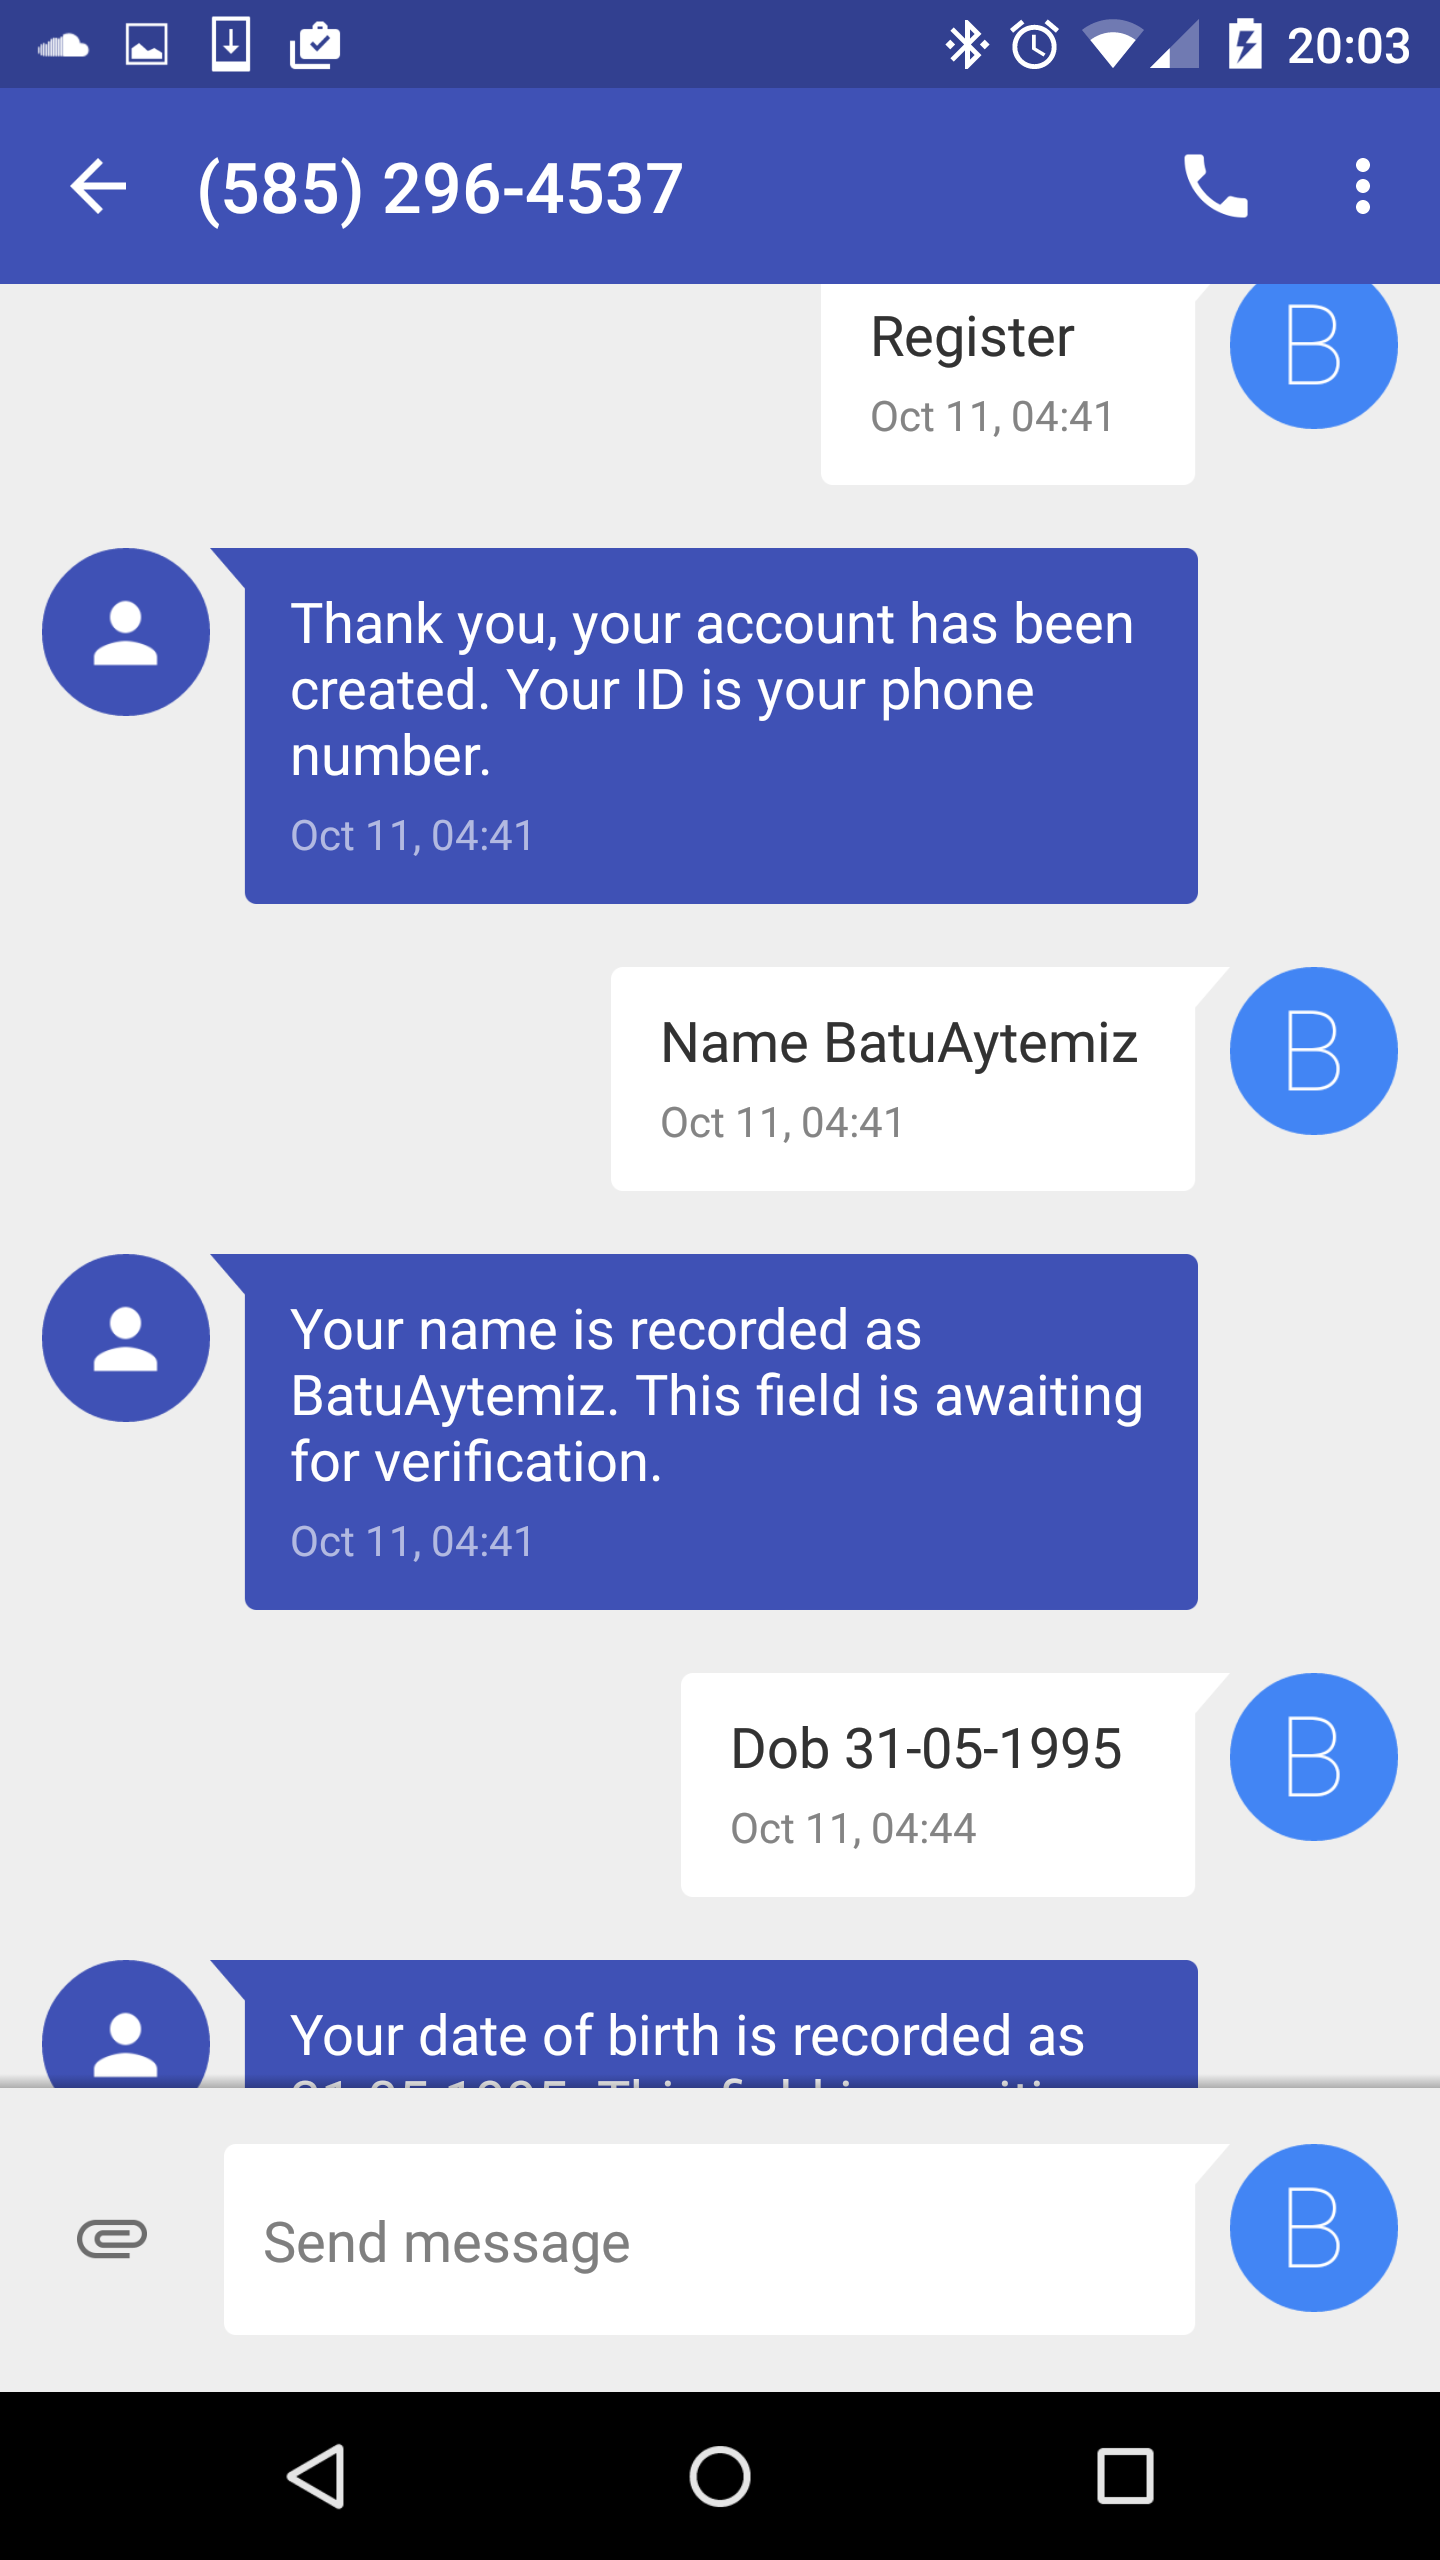 20:03
(585) 296-4537
Register
B
Oct 11, 04:41
Thank you, your account has been
created. Your ID is your phone
number.
Oct 11, 04:41
Name BatuAytemiz
B
Oct 11, 04:41
Your name is recorded as
BatuAytemiz. This field is awaiting
for verification.
Oct 11, 04:41
Dob 31-05-1995
B
Oct 11, 04:44
Your date of birth is recorded as
Send message
B